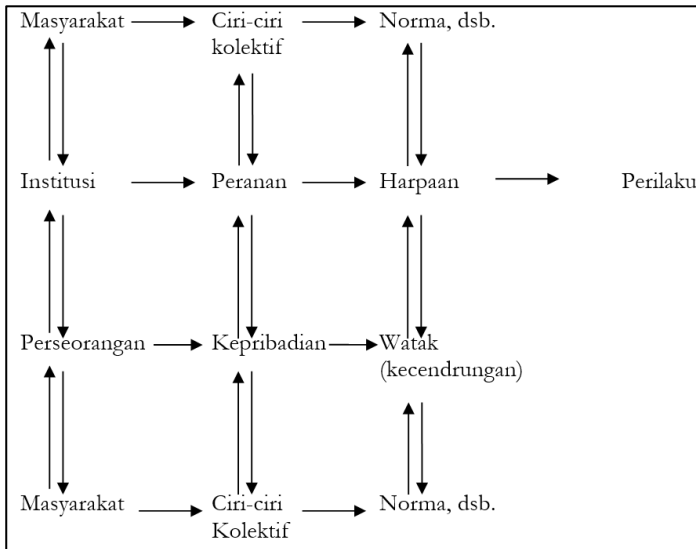 Masyarakat Ciri-ciri kolektif Norma, dsb.
Institusi Peranan Harpaan Perilaku
Perseorangan Kepribadian Watak (kecendrungan)
Masyarakat Ciri-ciri Kolektif Norma, dsb.